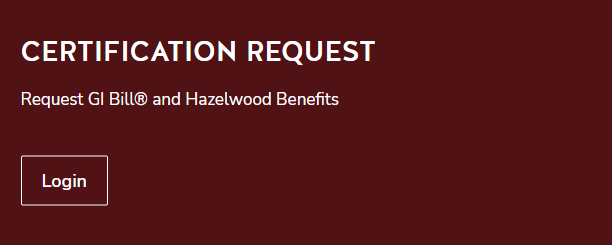 CERTIFICATION REQUEST
Request GI Bill® and Hazelwood Benefits
Login